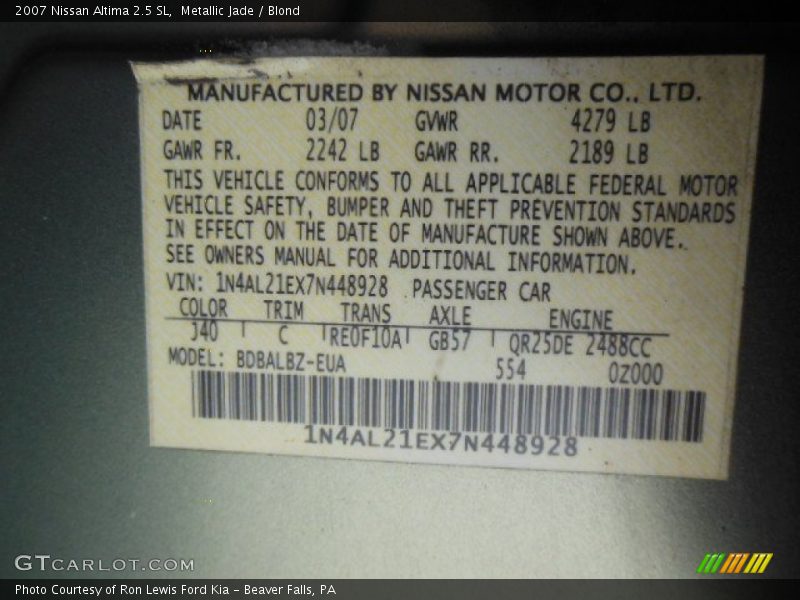 2007 Nissan Altima 2.5 SL, Metallic Jade / Blond
MANUFACTURED BY NISSAN MOTOR CO., LTD.
DATE 03/07 GVWR 4279 LB
GAWR FR. 2242 LB GAWR RR. 2189 LB
THIS VEHICLE CONFORMS TO ALL APPLICABLE FEDERAL MOTOR
VEHICLE SAFETY, BUMPER AND THEFT PREVENTION STANDARDS
IN EFFECT ON THE DATE OF MANUFACTURE SHOWN ABOVE.
SEE OWNERS MANUAL FOR ADDITIONAL INFORMATION.
VIN: 1N4AL21EX7N448928 PASSENGER CAR
COLOR TRIM TRANS AXLE ENGINE
J40 C RE0F10A GB57 QR25DE 2488CC
MODEL: BDBALBZ-EUA 554 0Z000
1N4AL21EX7N448928
GTCARLOT.COM
Photo Courtesy of Ron Lewis Ford Kia – Beaver Falls, PA